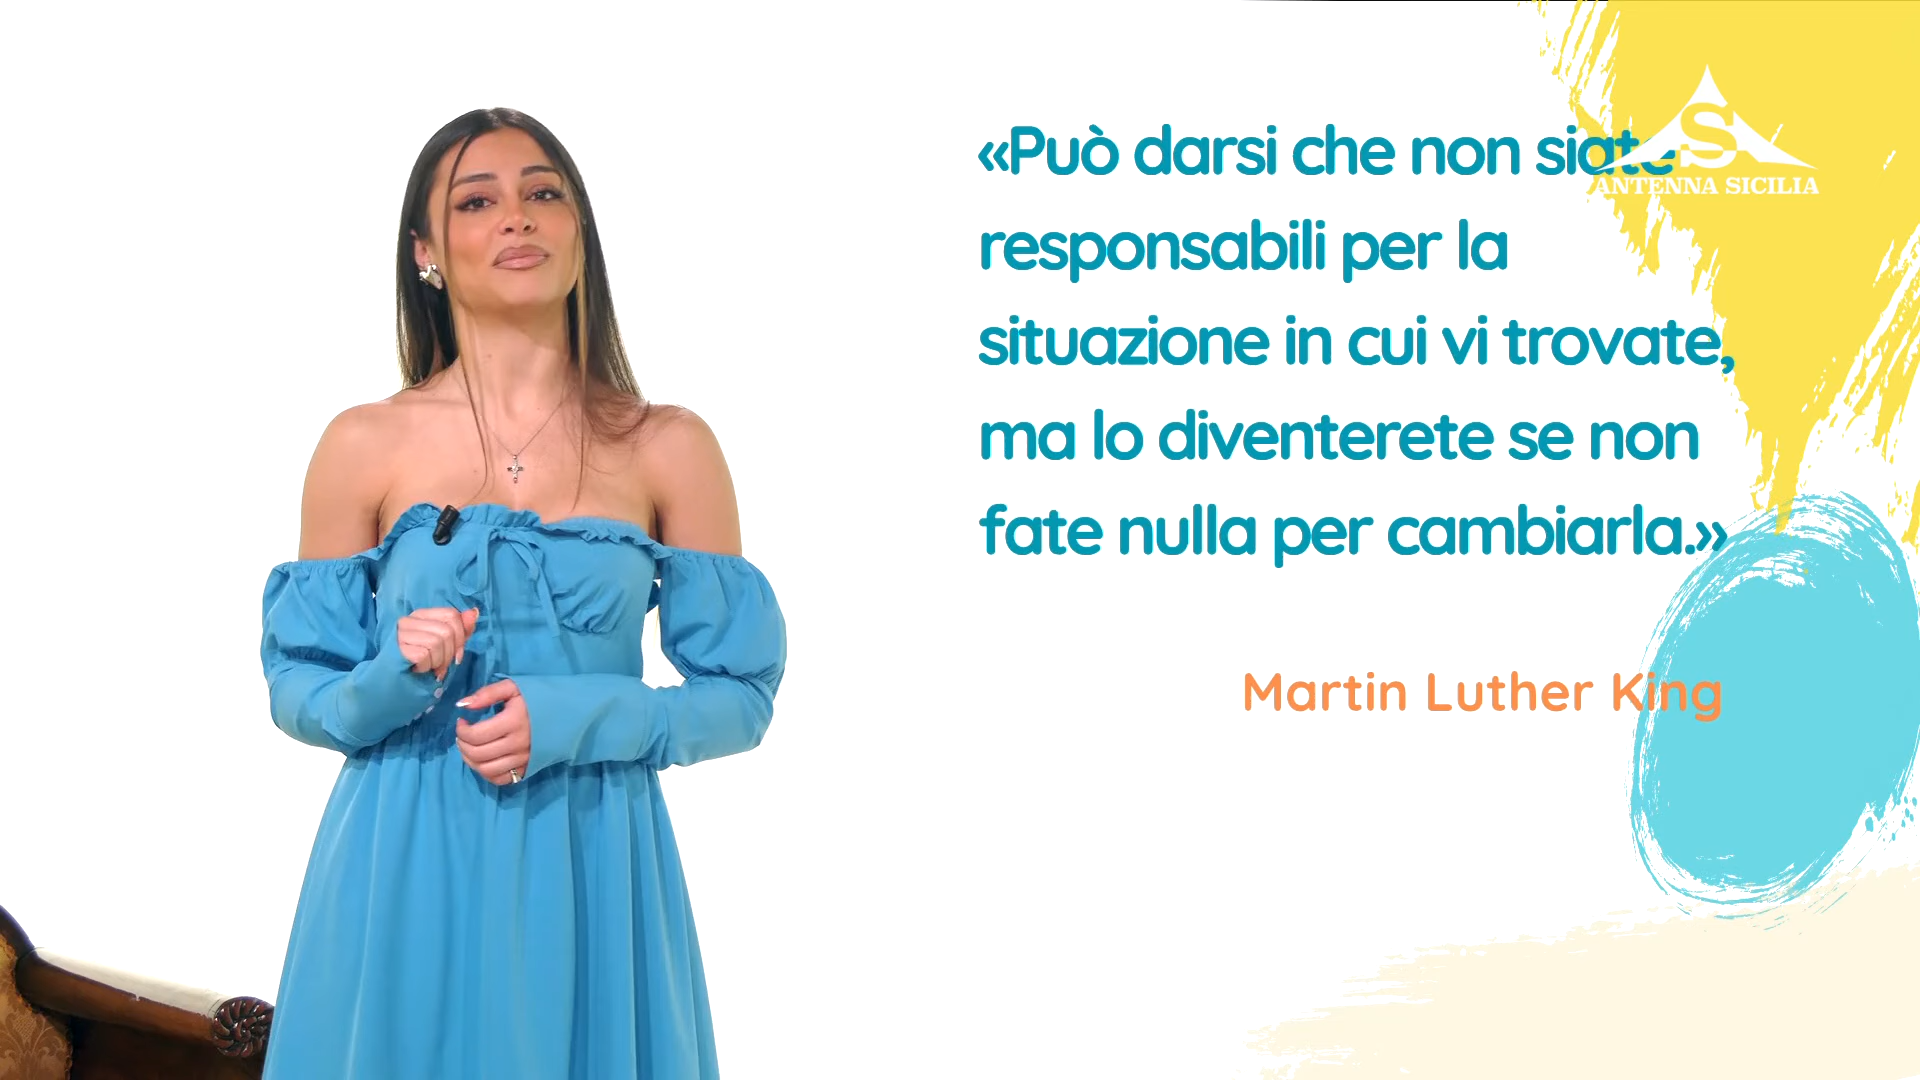 «Può darsi che non siate
responsabili per la
situazione in cui vi trovate,
ma lo diventerete se non
fate nulla per cambiarla.»
Martin Luther King
S
ANTENNA SICILIA